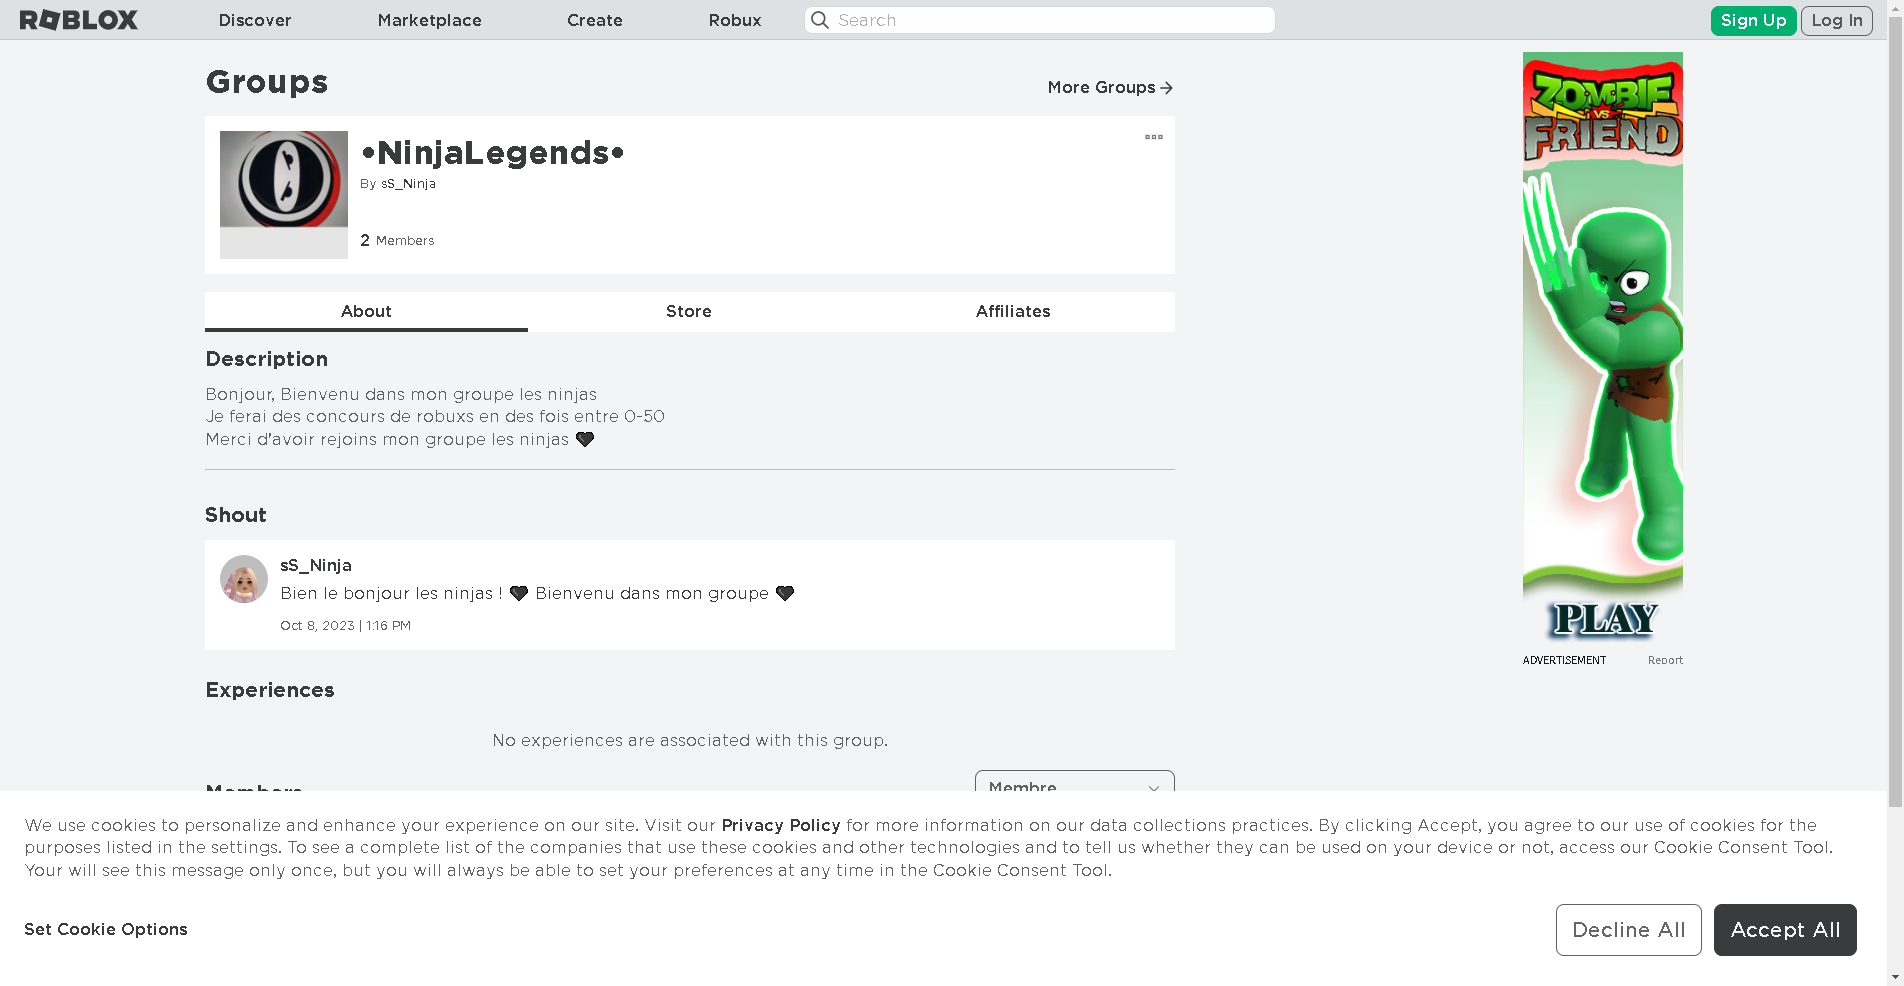 ROBLOX
Discover
Marketplace
Create
Robux
Search
Sign Up
Log In
Groups
More Groups
•NinjaLegends•
By sS_Ninja
2 Members
About
Store
Affiliates
Description
Bonjour, Bienvenu dans mon groupe les ninjas
Je ferai des concours de robuxs en des fois entre 0-50
Merci d'avoir rejoins mon groupe les ninjas 🖤
Shout
sS_Ninja
Bien le bonjour les ninjas ! 🖤 Bienvenu dans mon groupe 🖤
Oct 8, 2023 | 1:16 PM
Experiences
No experiences are associated with this group.
Members
Membre
ZOMBIE
VS
FRIEND
PLAY
ADVERTISEMENT
Report
We use cookies to personalize and enhance your experience on our site. Visit our Privacy Policy for more information on our data collections practices. By clicking Accept, you agree to our use of cookies for the
purposes listed in the settings. To see a complete list of the companies that use these cookies and other technologies and to tell us whether they can be used on your device or not, access our Cookie Consent Tool.
Your will see this message only once, but you will always be able to set your preferences at any time in the Cookie Consent Tool.
Set Cookie Options
Decline All
Accept All